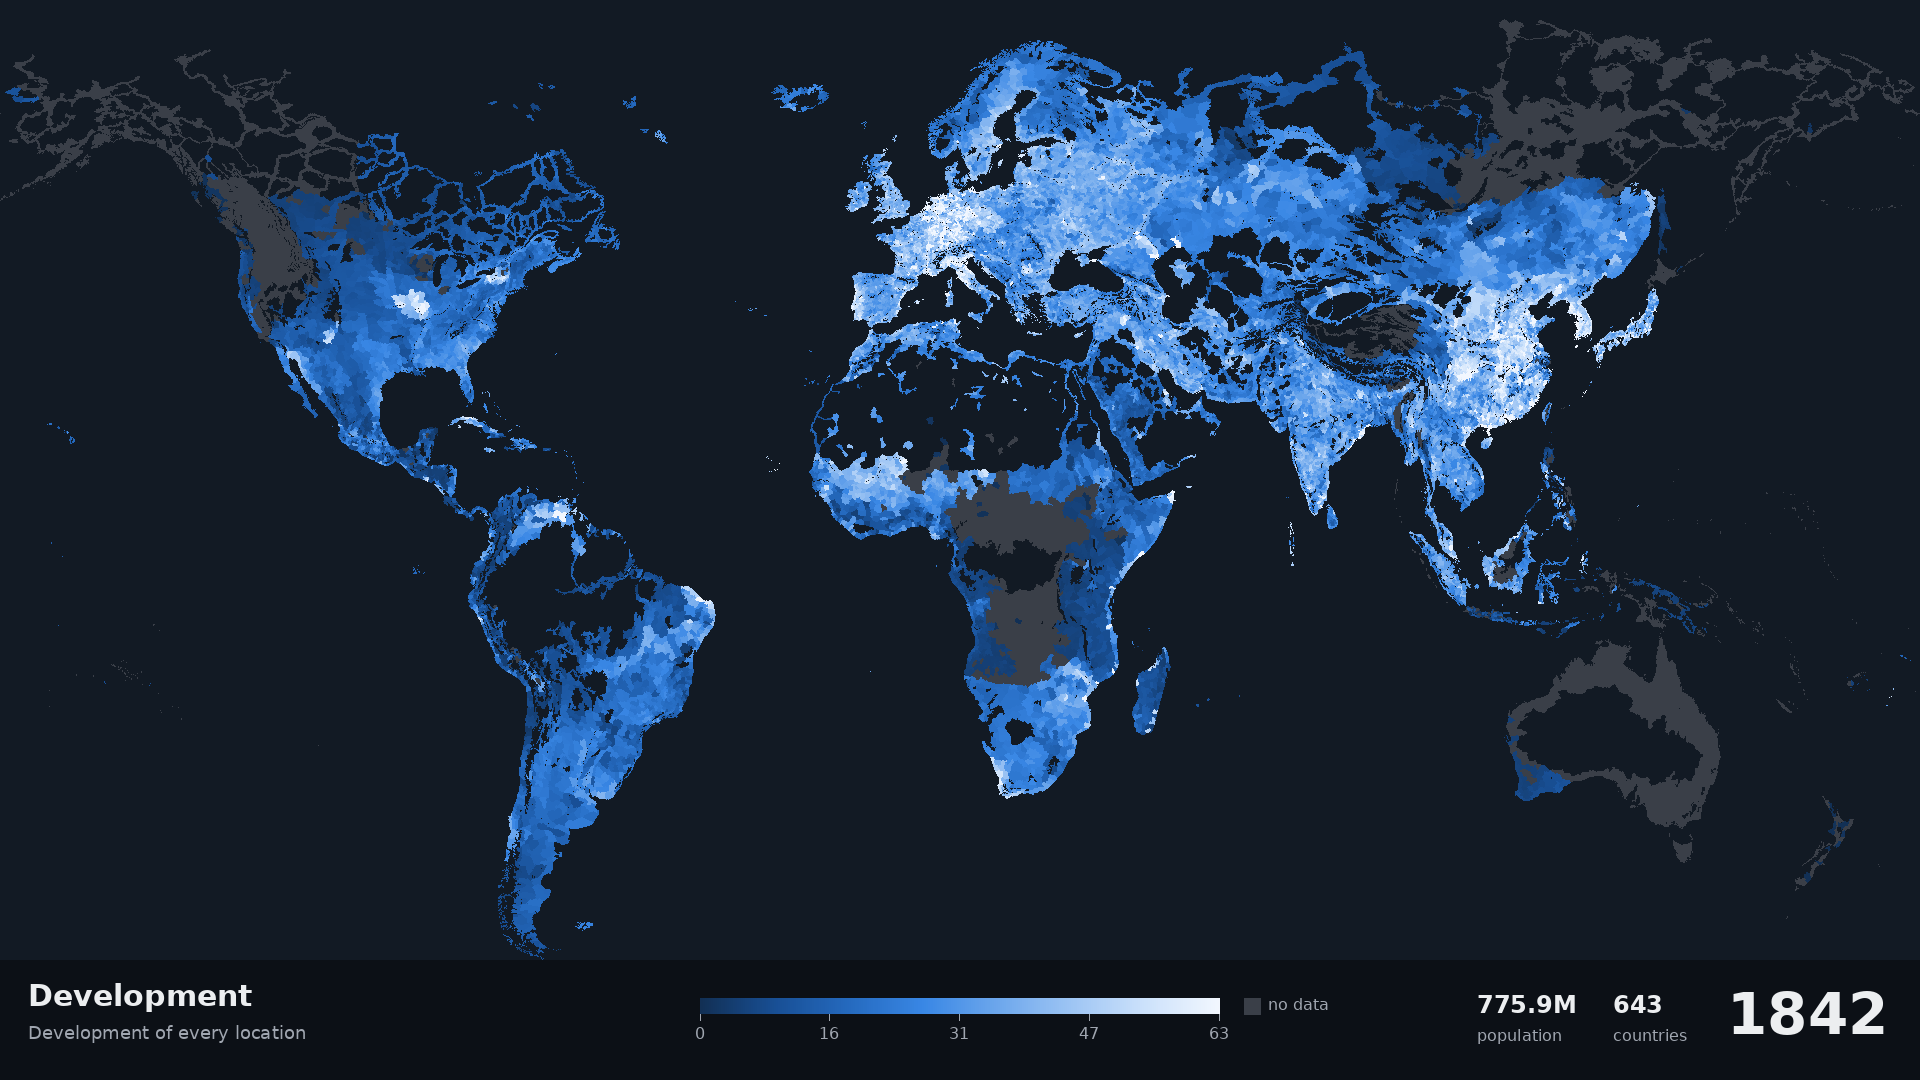 Development
Development of every location
0 16 31 47 63
no data
775.9M
population
643
countries
1842